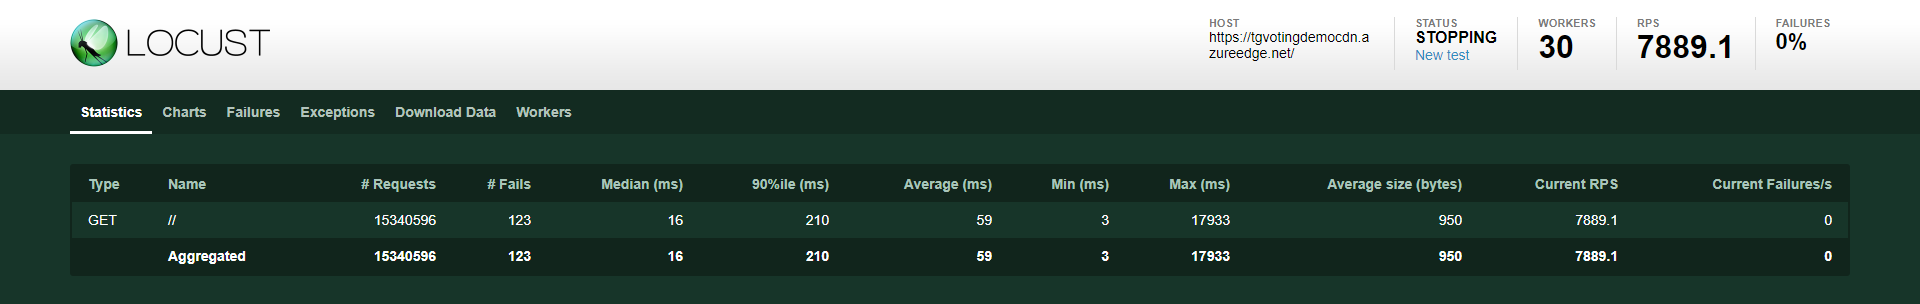 LOCUST
HOST
https://tgvotingdemocdn.a
zureedge.net/
STATUS
STOPPING
New test
WORKERS
30
RPS
7889.1
FAILURES
0%
Statistics Charts Failures Exceptions Download Data Workers
Type Name # Requests # Fails Median (ms) 90%ile (ms) Average (ms) Min (ms) Max (ms) Average size (bytes) Current RPS Current Failures/s
GET // 15340596 123 16 210 59 3 17933 950 7889.1 0
Aggregated 15340596 123 16 210 59 3 17933 950 7889.1 0